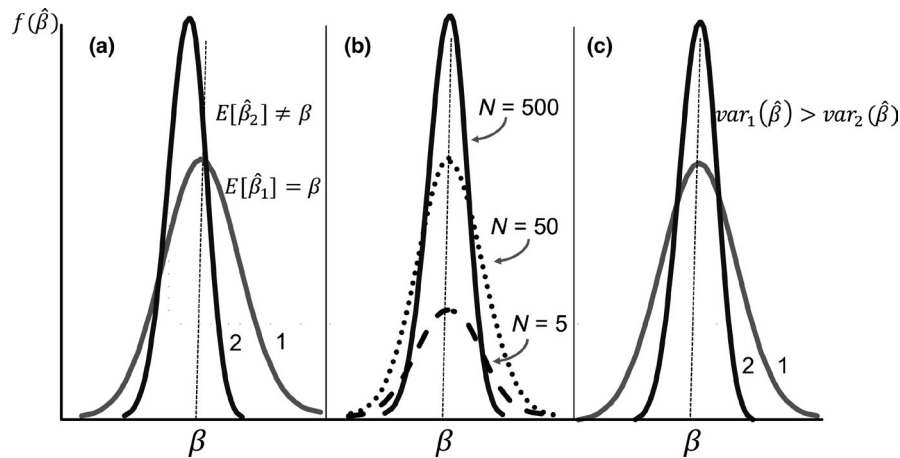 f(β̂)
(a)
E[β̂₂] ≠ β
E[β̂₁] = β
2 1
β
(b)
N = 500
N = 50
N = 5
β
(c)
var₁(β̂) > var₂(β̂)
2 1
β